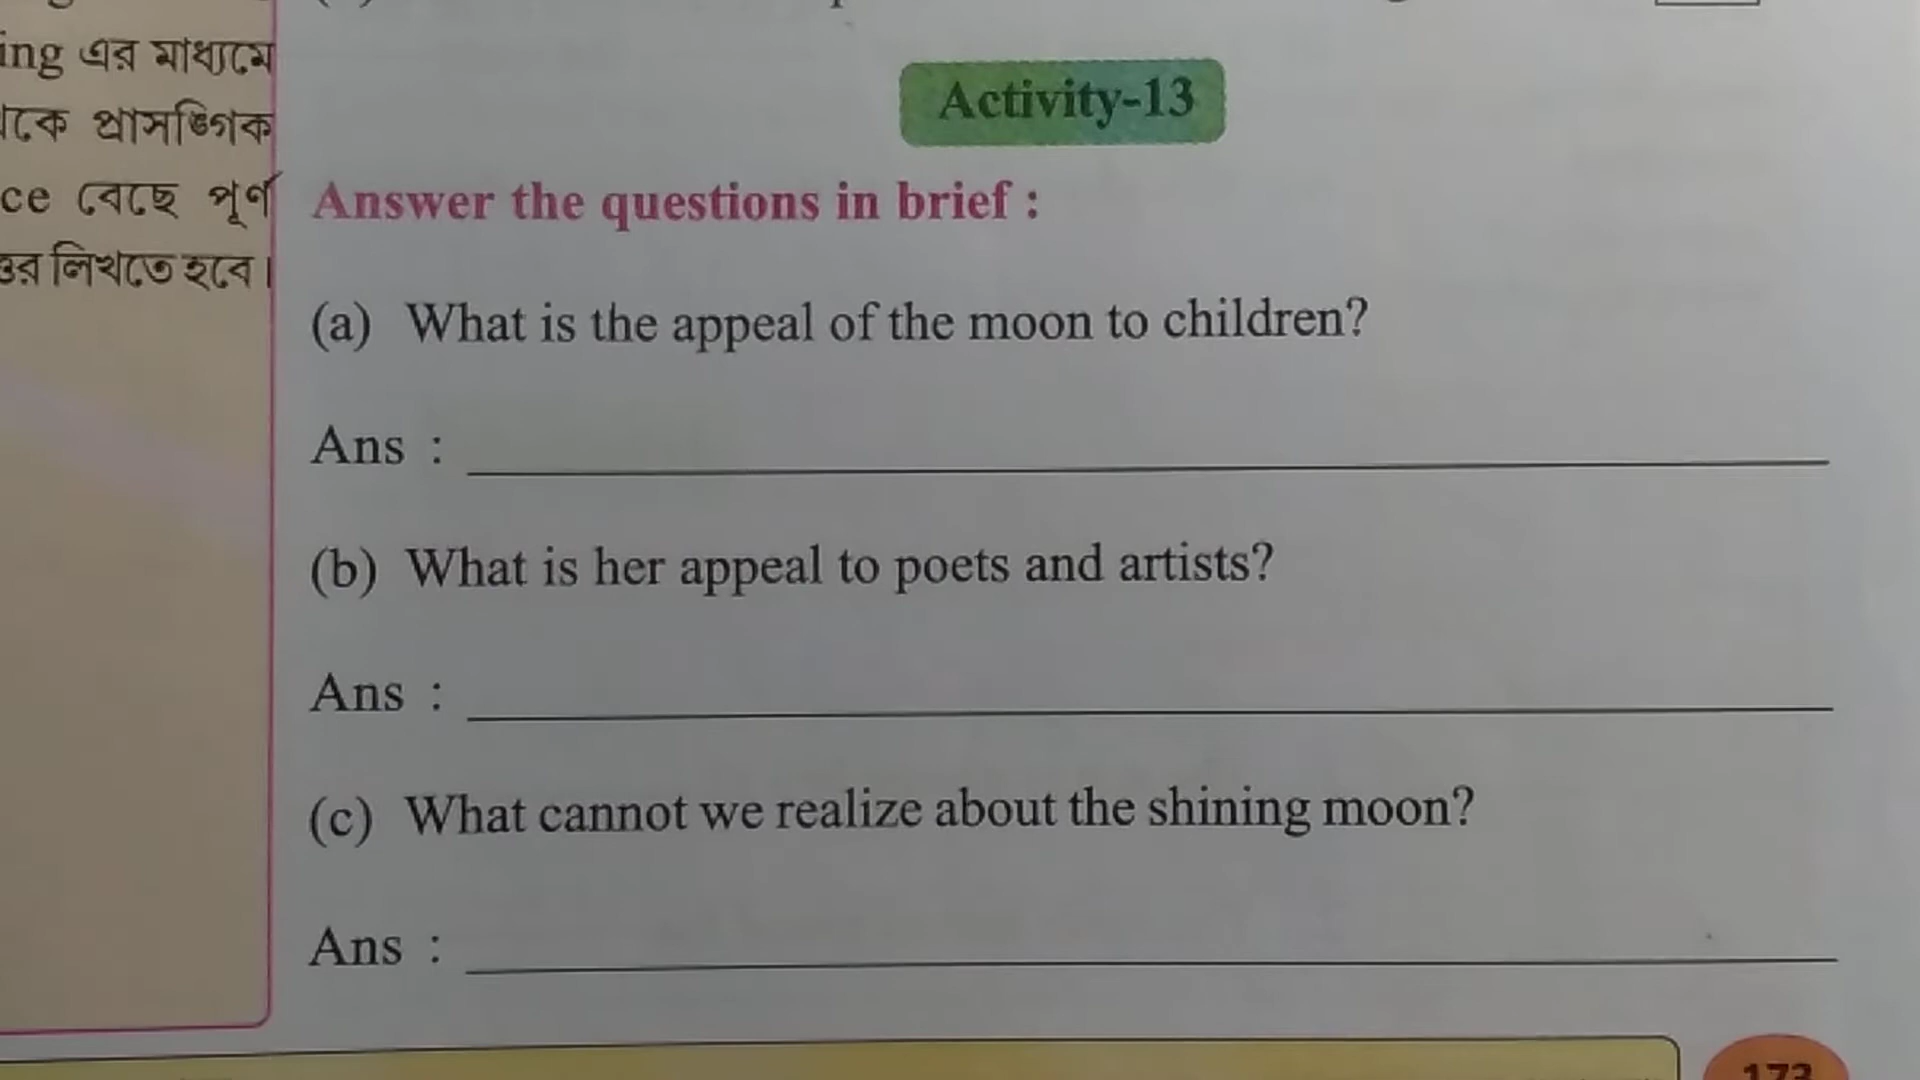 ing এর মাধ্যমে
প্রাসঙ্গিক
ce বেছে পূর্ণ
লিখতে হবে।
Activity-13
Answer the questions in brief :
(a) What is the appeal of the moon to children?
Ans :
(b) What is her appeal to poets and artists?
Ans :
(c) What cannot we realize about the shining moon?
Ans :
173